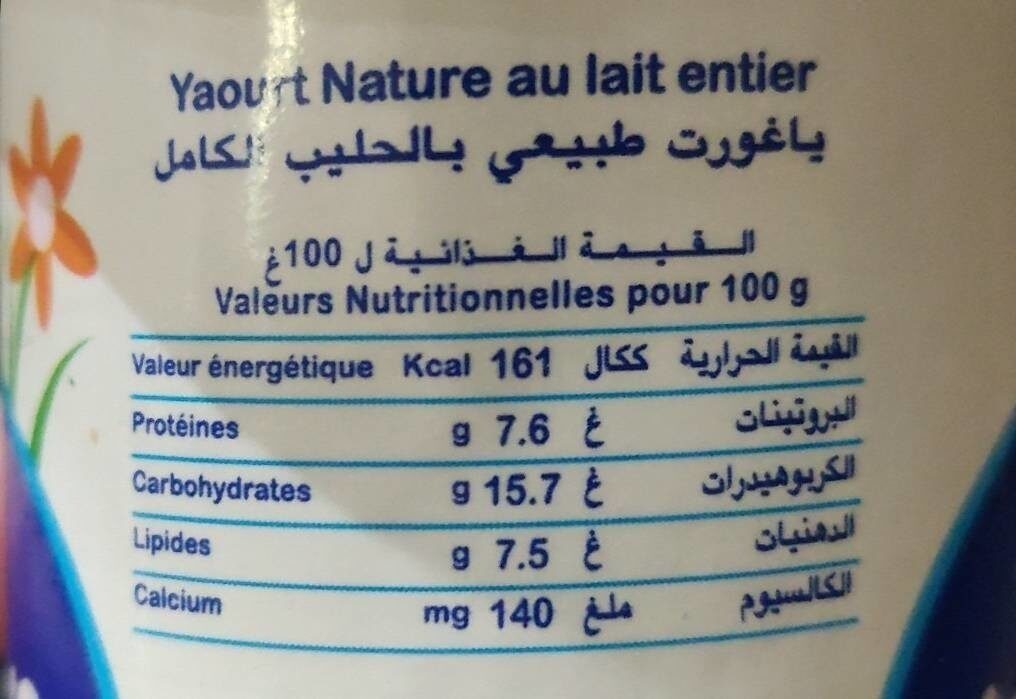 Yaourt Nature au lait entier
ياغورت طبيعي بالحليب الكامل
القيمة الغذائية ل 100غ
Valeurs Nutritionnelles pour 100 g
Valeur énergétique Kcal 161 ككال القيمة الحرارية
Protéines g 7.6 غ البروتينات
Carbohydrates g 15.7 غ الكربوهيدرات
Lipides g 7.5 غ الدهنيات
Calcium mg 140 ملغ الكالسيوم